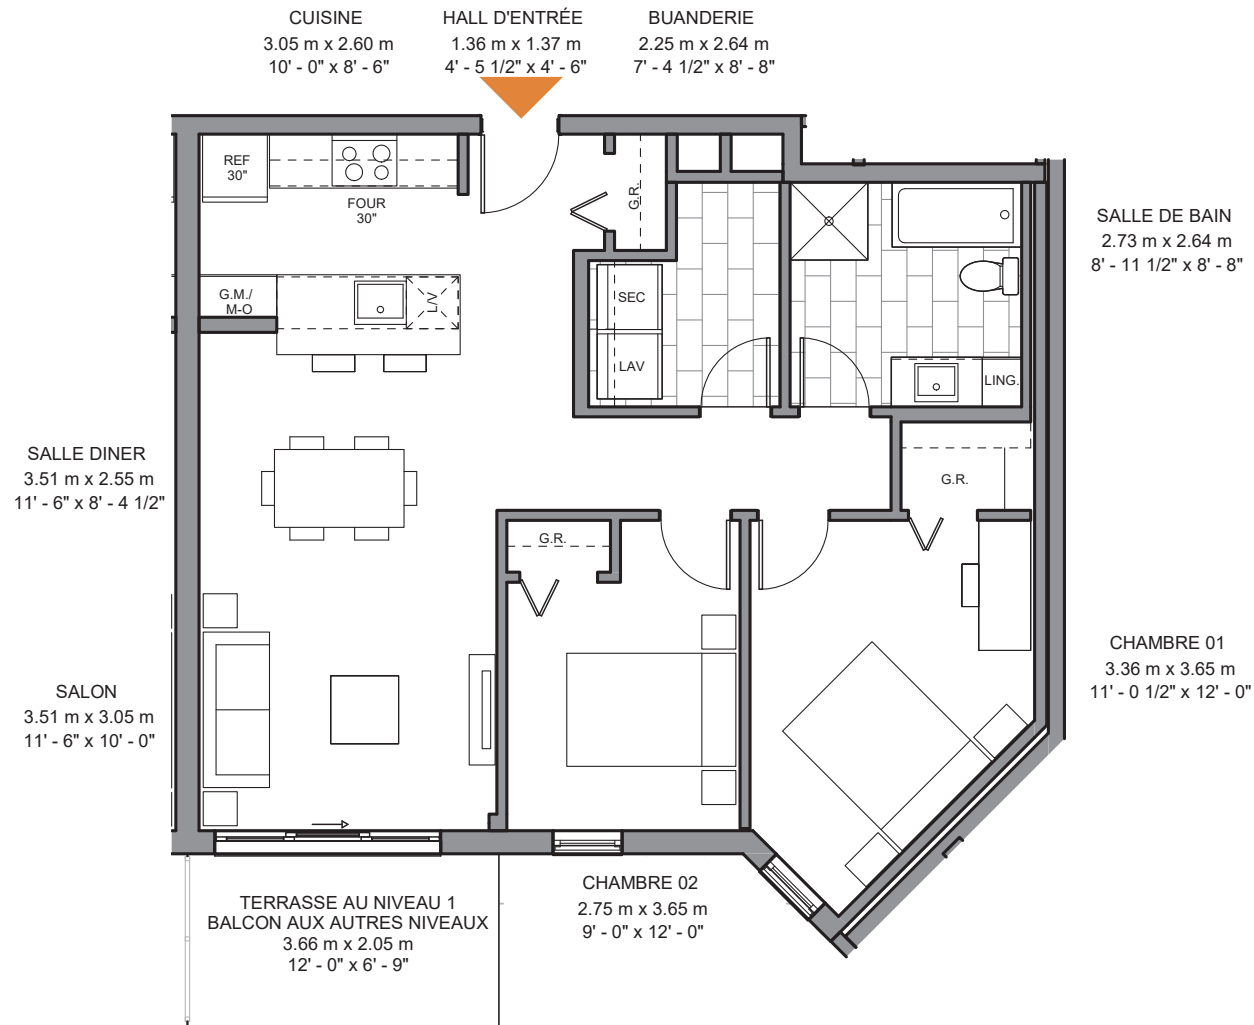 CUISINE
3.05 m x 2.60 m
10' - 0" x 8' - 6"
HALL D'ENTRÉE
1.36 m x 1.37 m
4' - 5 1/2" x 4' - 6"
BUANDERIE
2.25 m x 2.64 m
7' - 4 1/2" x 8' - 8"
REF
30"
FOUR
30"
G.R.
SALLE DE BAIN
2.73 m x 2.64 m
8' - 11 1/2" x 8' - 8"
G.M./
M-O
L/V
SEC
LAV
LING.
SALLE DINER
3.51 m x 2.55 m
11' - 6" x 8' - 4 1/2"
G.R.
G.R.
SALON
3.51 m x 3.05 m
11' - 6" x 10' - 0"
CHAMBRE 01
3.36 m x 3.65 m
11' - 0 1/2" x 12' - 0"
TERRASSE AU NIVEAU 1
BALCON AUX AUTRES NIVEAUX
3.66 m x 2.05 m
12' - 0" x 6' - 9"
CHAMBRE 02
2.75 m x 3.65 m
9' - 0" x 12' - 0"